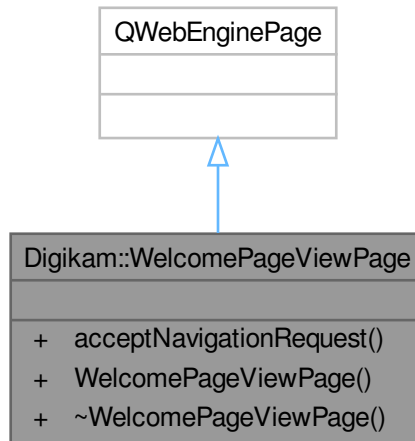 QWebEnginePage
Digikam::WelcomePageViewPage
+ acceptNavigationRequest()
+ WelcomePageViewPage()
+ ~WelcomePageViewPage()